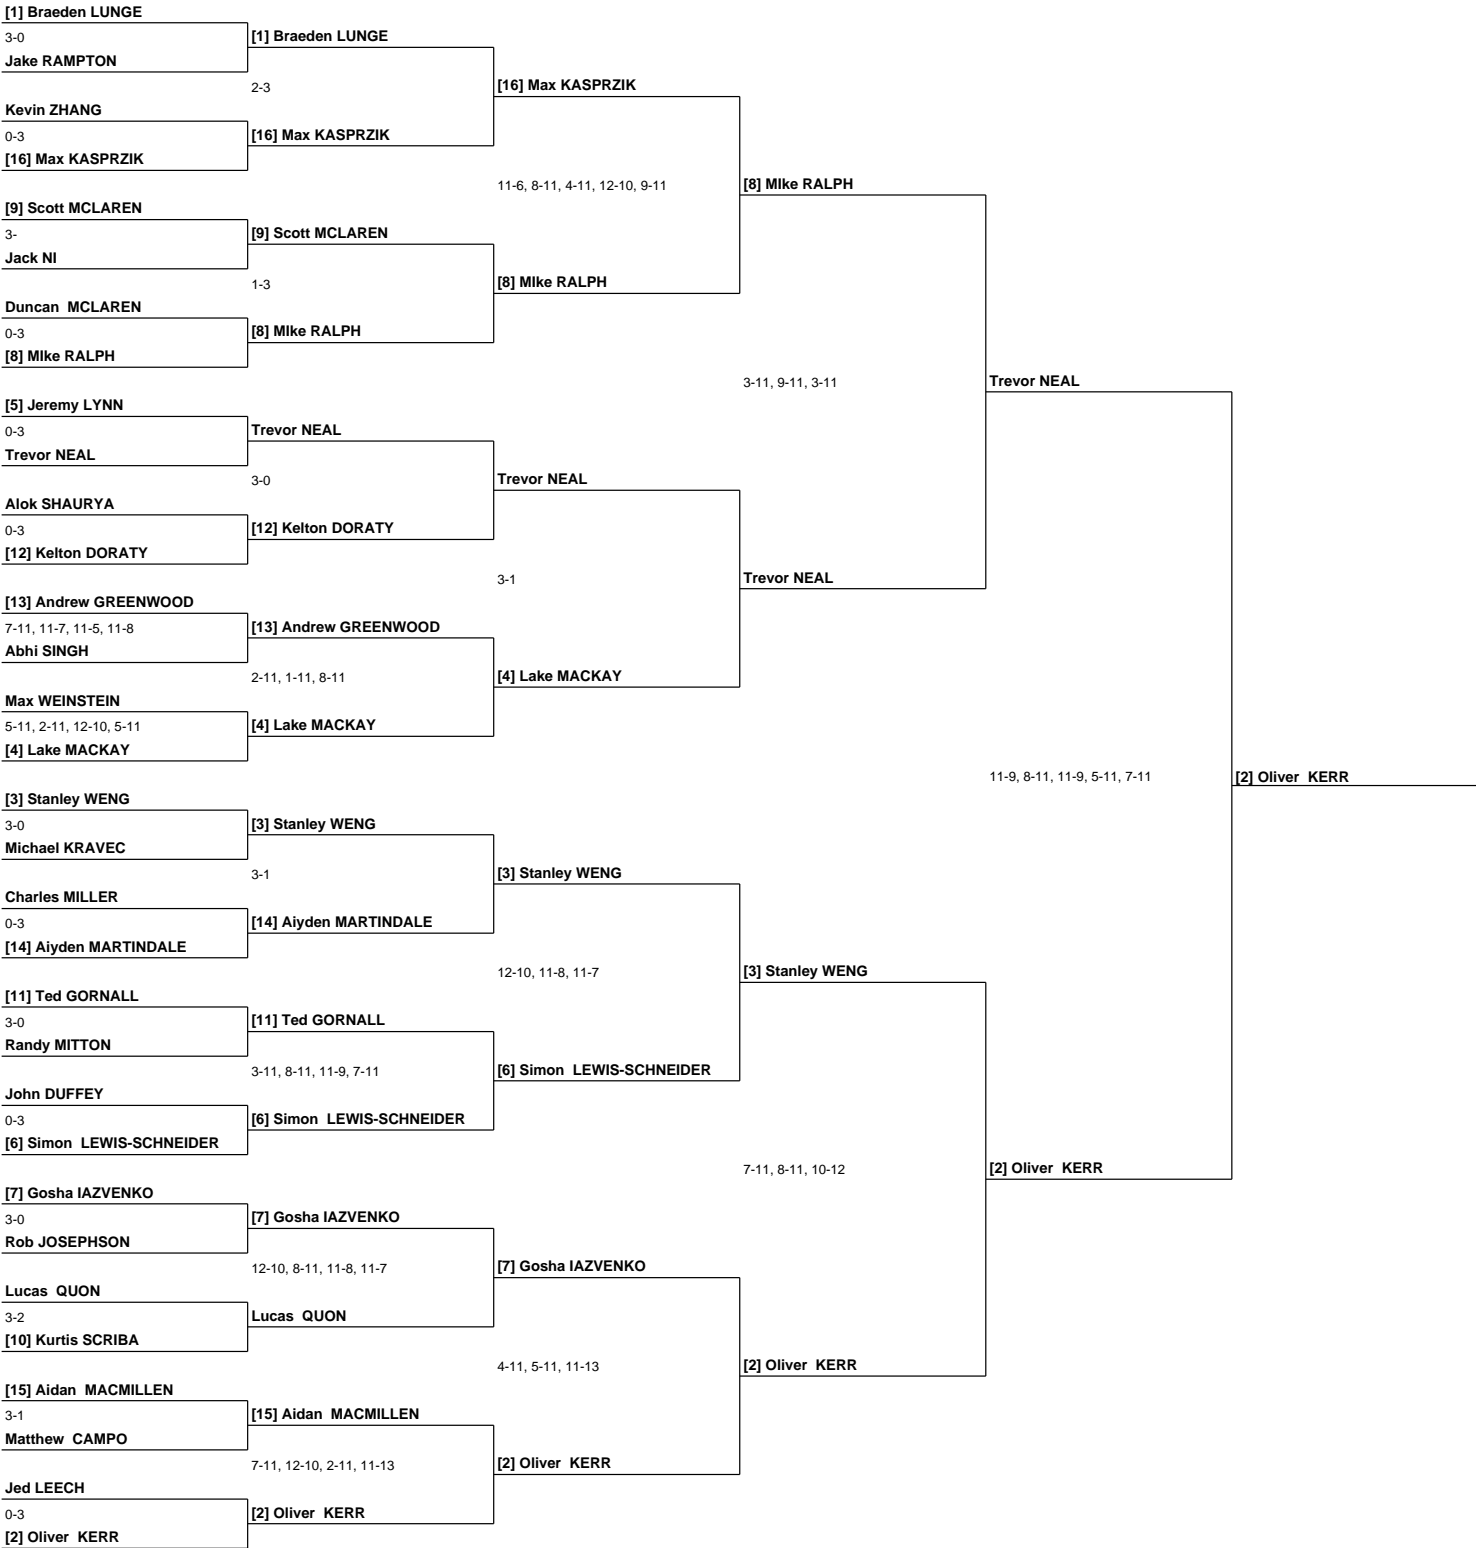 [1] Braeden LUNGE
3-0
Jake RAMPTON
Kevin ZHANG
0-3
[16] Max KASPRZIK
[9] Scott MCLAREN
3-
Jack NI
Duncan  MCLAREN
0-3
[8] MIke RALPH
[5] Jeremy LYNN
0-3
Trevor NEAL
Alok SHAURYA
0-3
[12] Kelton DORATY
[13] Andrew GREENWOOD
7-11, 11-7, 11-5, 11-8
Abhi SINGH
Max WEINSTEIN
5-11, 2-11, 12-10, 5-11
[4] Lake MACKAY
[3] Stanley WENG
3-0
Michael KRAVEC
Charles MILLER
0-3
[14] Aiyden MARTINDALE
[11] Ted GORNALL
3-0
Randy MITTON
John DUFFEY
0-3
[6] Simon  LEWIS-SCHNEIDER
[7] Gosha IAZVENKO
3-0
Rob JOSEPHSON
Lucas  QUON
3-2
[10] Kurtis SCRIBA
[15] Aidan  MACMILLEN
3-1
Matthew  CAMPO
Jed LEECH
0-3
[2] Oliver  KERR
[1] Braeden LUNGE
2-3
[16] Max KASPRZIK
[9] Scott MCLAREN
1-3
[8] MIke RALPH
Trevor NEAL
3-0
[12] Kelton DORATY
[13] Andrew GREENWOOD
2-11, 1-11, 8-11
[4] Lake MACKAY
[3] Stanley WENG
3-1
[14] Aiyden MARTINDALE
[11] Ted GORNALL
3-11, 8-11, 11-9, 7-11
[6] Simon  LEWIS-SCHNEIDER
[7] Gosha IAZVENKO
12-10, 8-11, 11-8, 11-7
Lucas  QUON
[15] Aidan  MACMILLEN
7-11, 12-10, 2-11, 11-13
[2] Oliver  KERR
[16] Max KASPRZIK
11-6, 8-11, 4-11, 12-10, 9-11
[8] MIke RALPH
Trevor NEAL
3-1
[4] Lake MACKAY
[3] Stanley WENG
12-10, 11-8, 11-7
[6] Simon  LEWIS-SCHNEIDER
[7] Gosha IAZVENKO
4-11, 5-11, 11-13
[2] Oliver  KERR
[8] MIke RALPH
3-11, 9-11, 3-11
Trevor NEAL
[3] Stanley WENG
7-11, 8-11, 10-12
[2] Oliver  KERR
Trevor NEAL
11-9, 8-11, 11-9, 5-11, 7-11
[2] Oliver  KERR
[2] Oliver  KERR